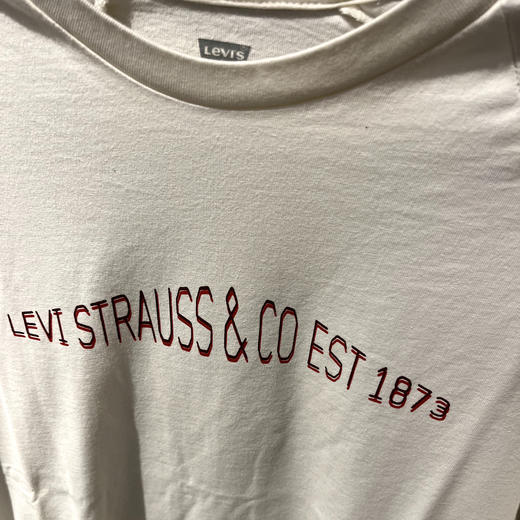 Levi's
LEVI STRAUSS & CO EST 1873